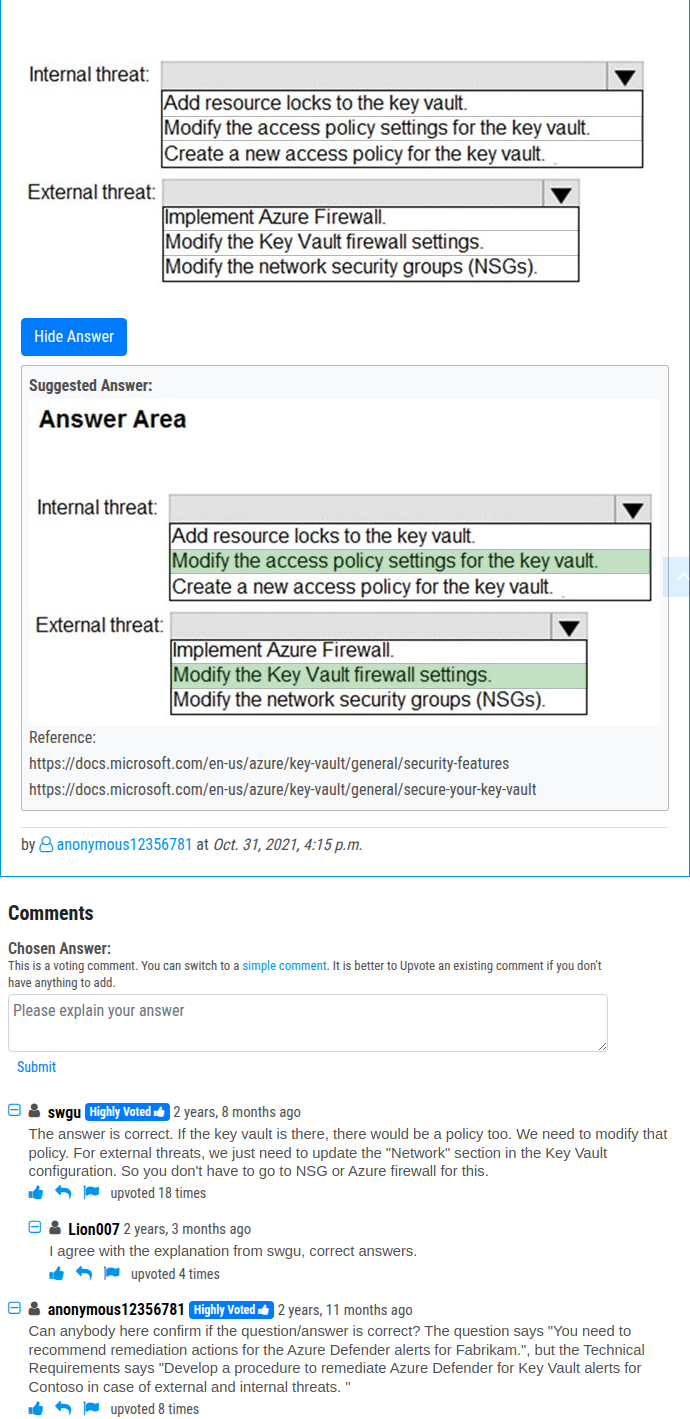 Internal threat:
Add resource locks to the key vault.
Modify the access policy settings for the key vault.
Create a new access policy for the key vault.
External threat:
Implement Azure Firewall.
Modify the Key Vault firewall settings.
Modify the network security groups (NSGs).
Hide Answer
Suggested Answer:
Answer Area
Internal threat:
Add resource locks to the key vault.
Modify the access policy settings for the key vault.
Create a new access policy for the key vault.
External threat:
Implement Azure Firewall.
Modify the Key Vault firewall settings.
Modify the network security groups (NSGs).
Reference:
https://docs.microsoft.com/en-us/azure/key-vault/general/security-features
https://docs.microsoft.com/en-us/azure/key-vault/general/secure-your-key-vault
by anonymous12356781 at Oct. 31, 2021, 4:15 p.m.
Comments
Chosen Answer:
This is a voting comment. You can switch to a simple comment. It is better to Upvote an existing comment if you don't
have anything to add.
Please explain your answer
Submit
swgu Highly Voted 2 years, 8 months ago
The answer is correct. If the key vault is there, there would be a policy too. We need to modify that
policy. For external threats, we just need to update the "Network" section in the Key Vault
configuration. So you don't have to go to NSG or Azure firewall for this.
upvoted 18 times
Lion007 2 years, 3 months ago
I agree with the explanation from swgu, correct answers.
upvoted 4 times
anonymous12356781 Highly Voted 2 years, 11 months ago
Can anybody here confirm if the question/answer is correct? The question says "You need to
recommend remediation actions for the Azure Defender alerts for Fabrikam.", but the Technical
Requirements says "Develop a procedure to remediate Azure Defender for Key Vault alerts for
Contoso in case of external and internal threats. "
upvoted 8 times